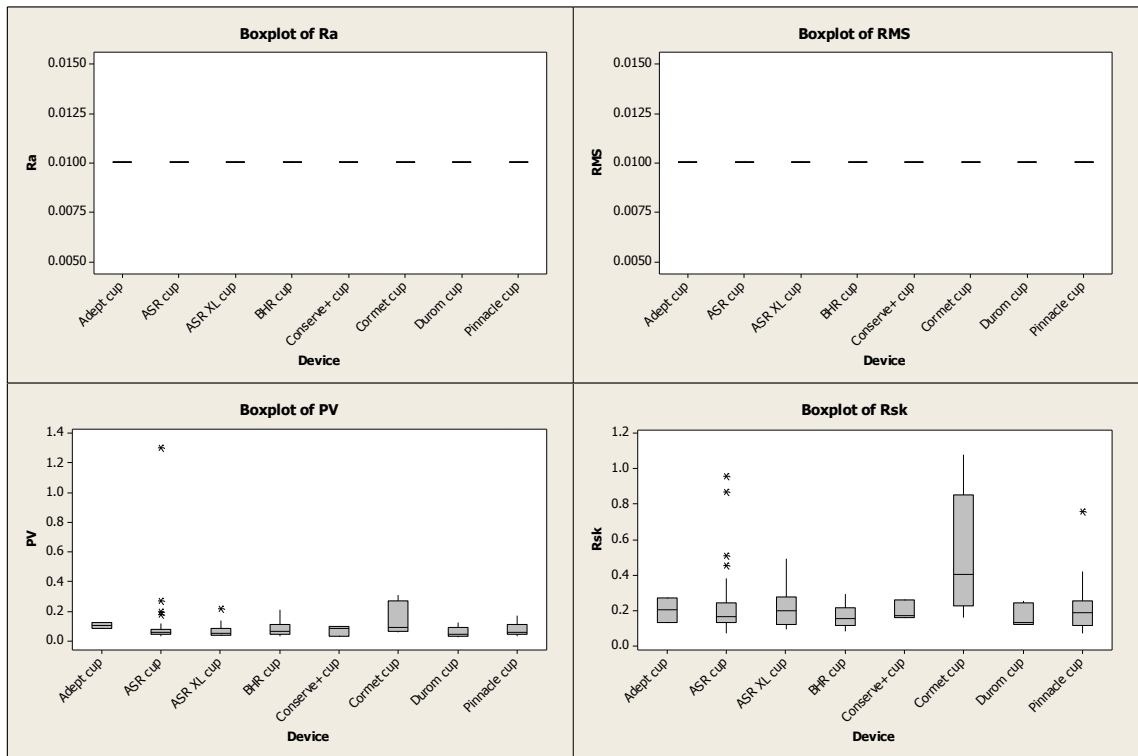 Boxplot of Ra
0.0150
0.0125
0.0100
0.0075
0.0050
Ra
Adept cup
ASR cup
ASR XL cup
BHR cup
Conserve+ cup
Cormet cup
Durom cup
Pinnacle cup
Device
Boxplot of RMS
0.0150
0.0125
0.0100
0.0075
0.0050
RMS
Adept cup
ASR cup
ASR XL cup
BHR cup
Conserve+ cup
Cormet cup
Durom cup
Pinnacle cup
Device
Boxplot of PV
1.4
1.2
1.0
0.8
0.6
0.4
0.2
0.0
PV
Adept cup
ASR cup
ASR XL cup
BHR cup
Conserve+ cup
Cormet cup
Durom cup
Pinnacle cup
Device
Boxplot of Rsk
1.2
1.0
0.8
0.6
0.4
0.2
0.0
Rsk
Adept cup
ASR cup
ASR XL cup
BHR cup
Conserve+ cup
Cormet cup
Durom cup
Pinnacle cup
Device